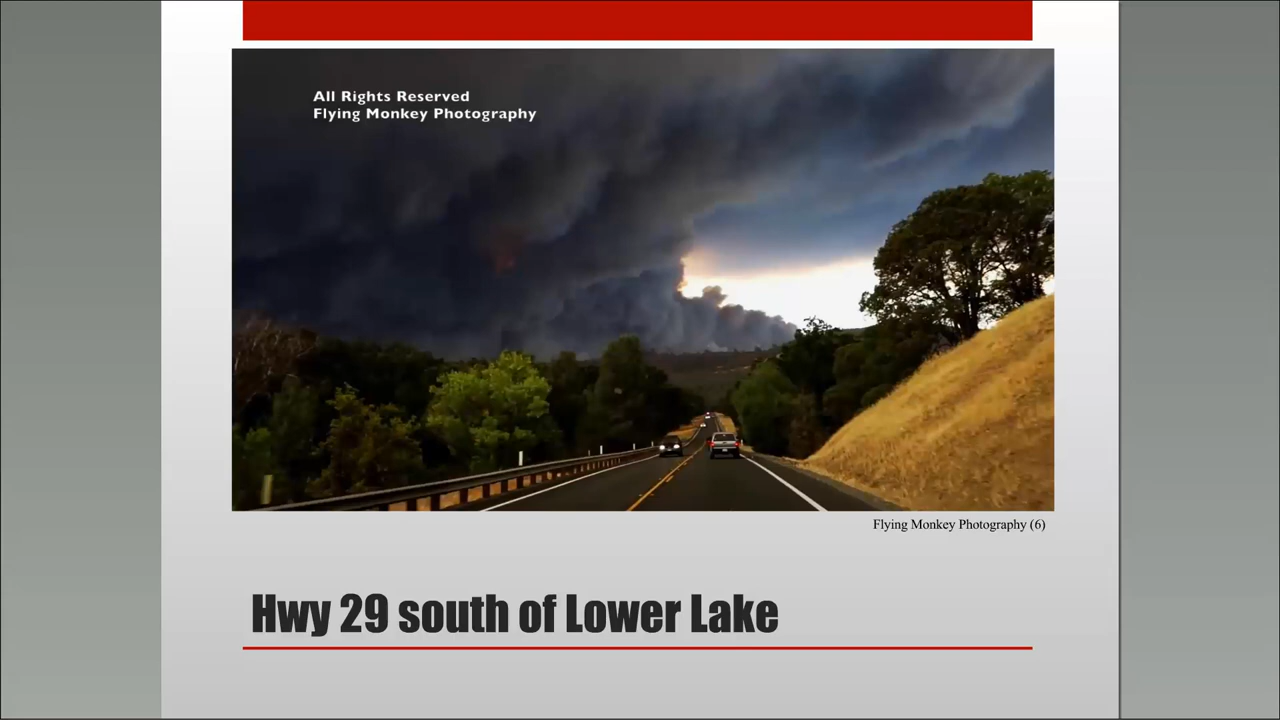 All Rights Reserved
Flying Monkey Photography
Flying Monkey Photography (6)
Hwy 29 south of Lower Lake